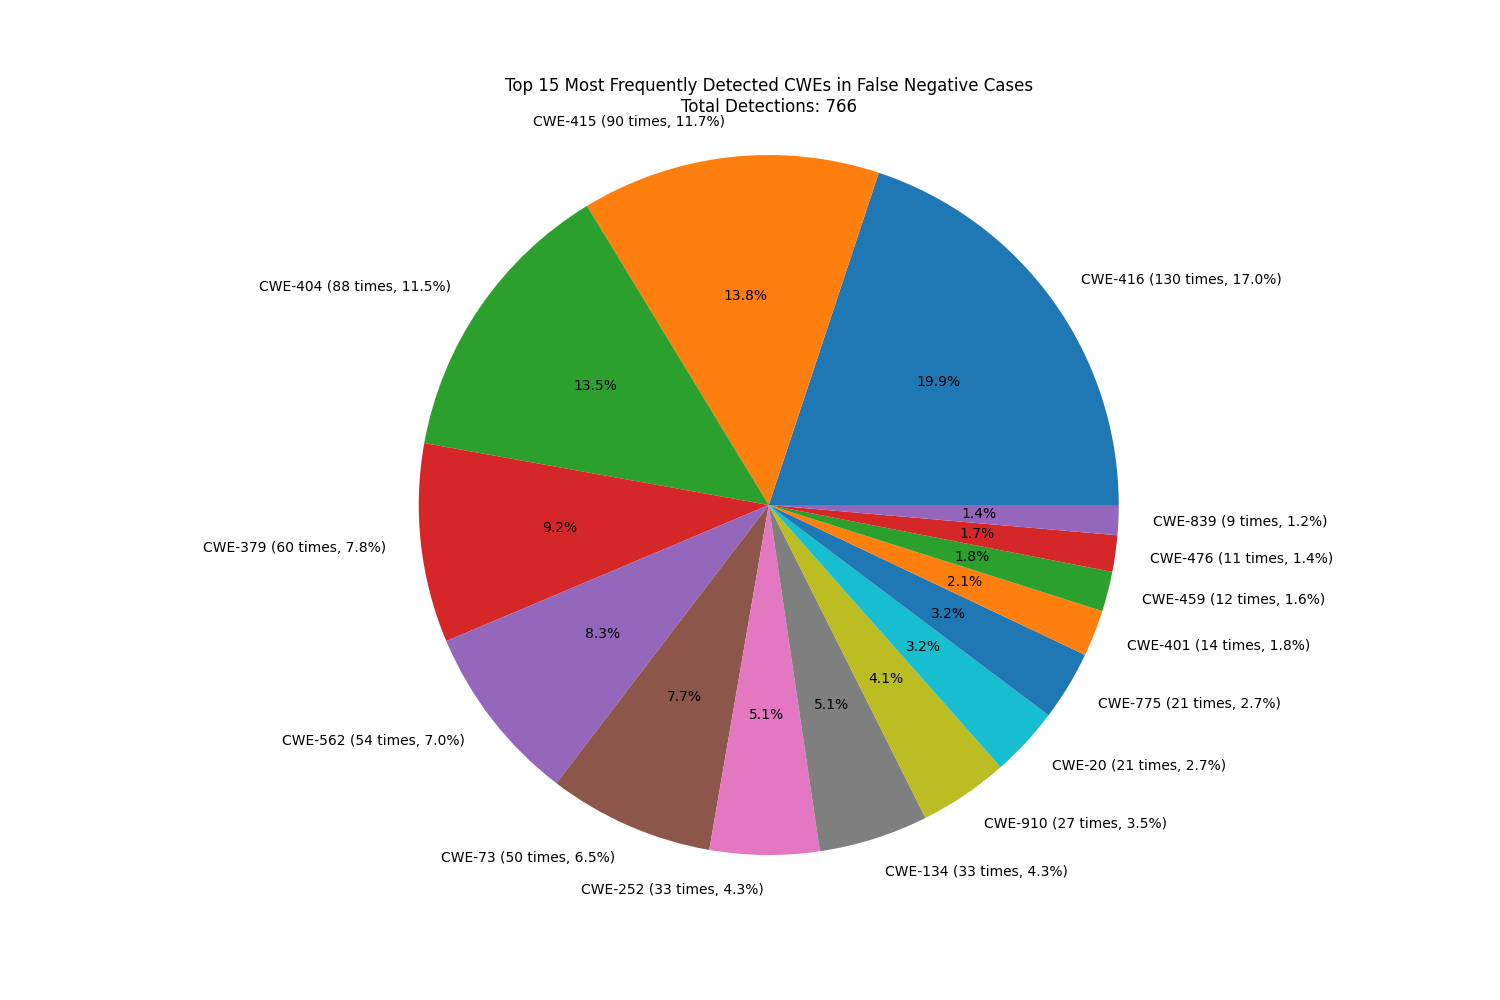 Top 15 Most Frequently Detected CWEs in False Negative Cases
Total Detections: 766
CWE-415 (90 times, 11.7%)
CWE-416 (130 times, 17.0%)
CWE-404 (88 times, 11.5%)
13.8%
19.9%
13.5%
9.2%
CWE-379 (60 times, 7.8%)
1.4%
CWE-839 (9 times, 1.2%)
1.7%
CWE-476 (11 times, 1.4%)
1.8%
2.1%
CWE-459 (12 times, 1.6%)
3.2%
8.3%
CWE-401 (14 times, 1.8%)
3.2%
4.1%
7.7%
5.1%
5.1%
CWE-775 (21 times, 2.7%)
CWE-562 (54 times, 7.0%)
CWE-20 (21 times, 2.7%)
CWE-910 (27 times, 3.5%)
CWE-73 (50 times, 6.5%)
CWE-134 (33 times, 4.3%)
CWE-252 (33 times, 4.3%)